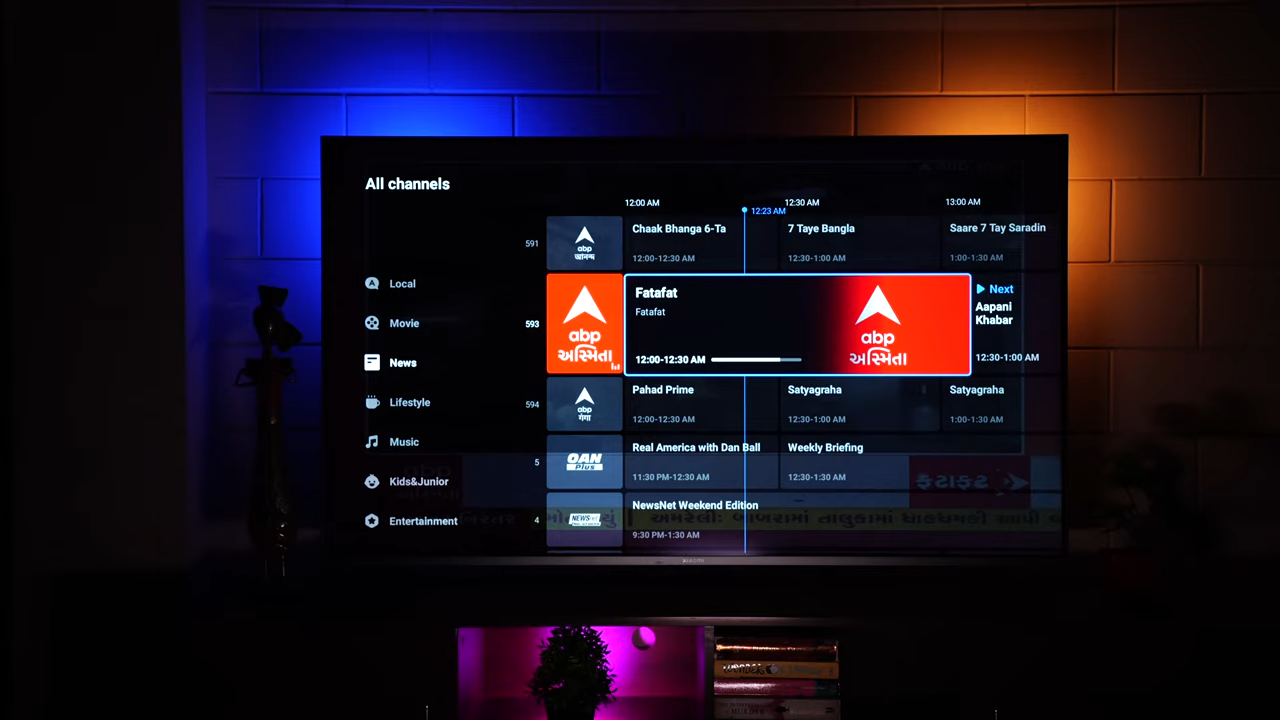 All channels
12:00 AM
12:30 AM
13:00 AM
12:23 AM
591
abp
আনন্দ
Chaak Bhanga 6-Ta
12:00-12:30 AM
7 Taye Bangla
12:30-1:00 AM
Saare 7 Tay Saradin
1:00-1:30 AM
Local
Movie
News
Lifestyle
Music
Kids&Junior
Entertainment
593
abp
અસ્મિતા
Fatafat
Fatafat
12:00-12:30 AM
abp
અસ્મિતા
Next
Aapani
Khabar
12:30-1:00 AM
594
abp
गंगा
Pahad Prime
12:00-12:30 AM
Satyagraha
12:30-1:00 AM
Satyagraha
1:00-1:30 AM
5
OAN
Plus
Real America with Dan Ball
11:30 PM-12:30 AM
Weekly Briefing
12:30-1:30 AM
ફટાફટ
4
NewsNet Weekend Edition
9:30 PM-1:30 AM
xiaomi